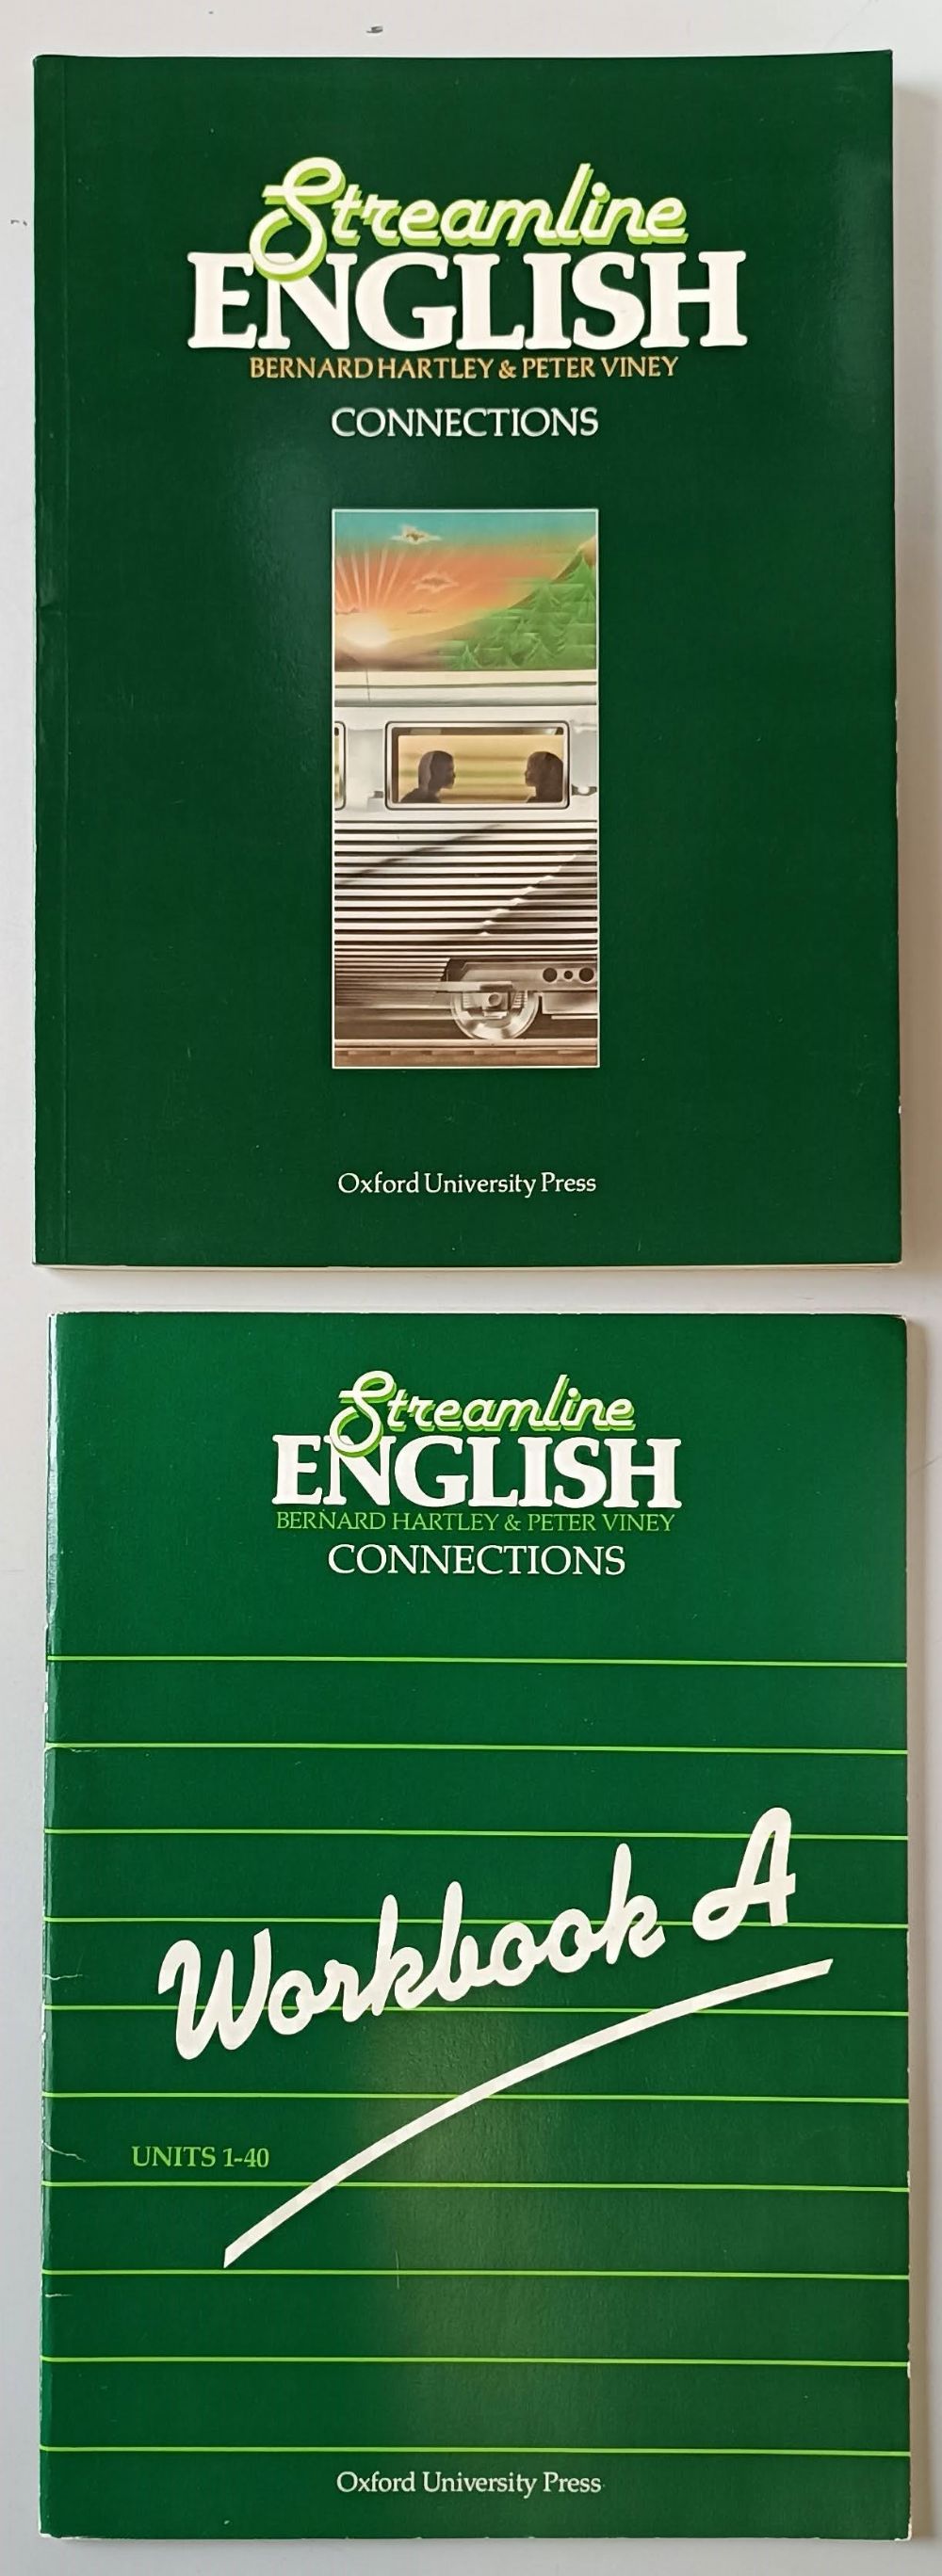 Streamline
ENGLISH
BERNARD HARTLEY & PETER VINEY
CONNECTIONS
Oxford University Press
Streamline
ENGLISH
BERNARD HARTLEY & PETER VINEY
CONNECTIONS
Workbook A
UNITS 1-40
Oxford University Press